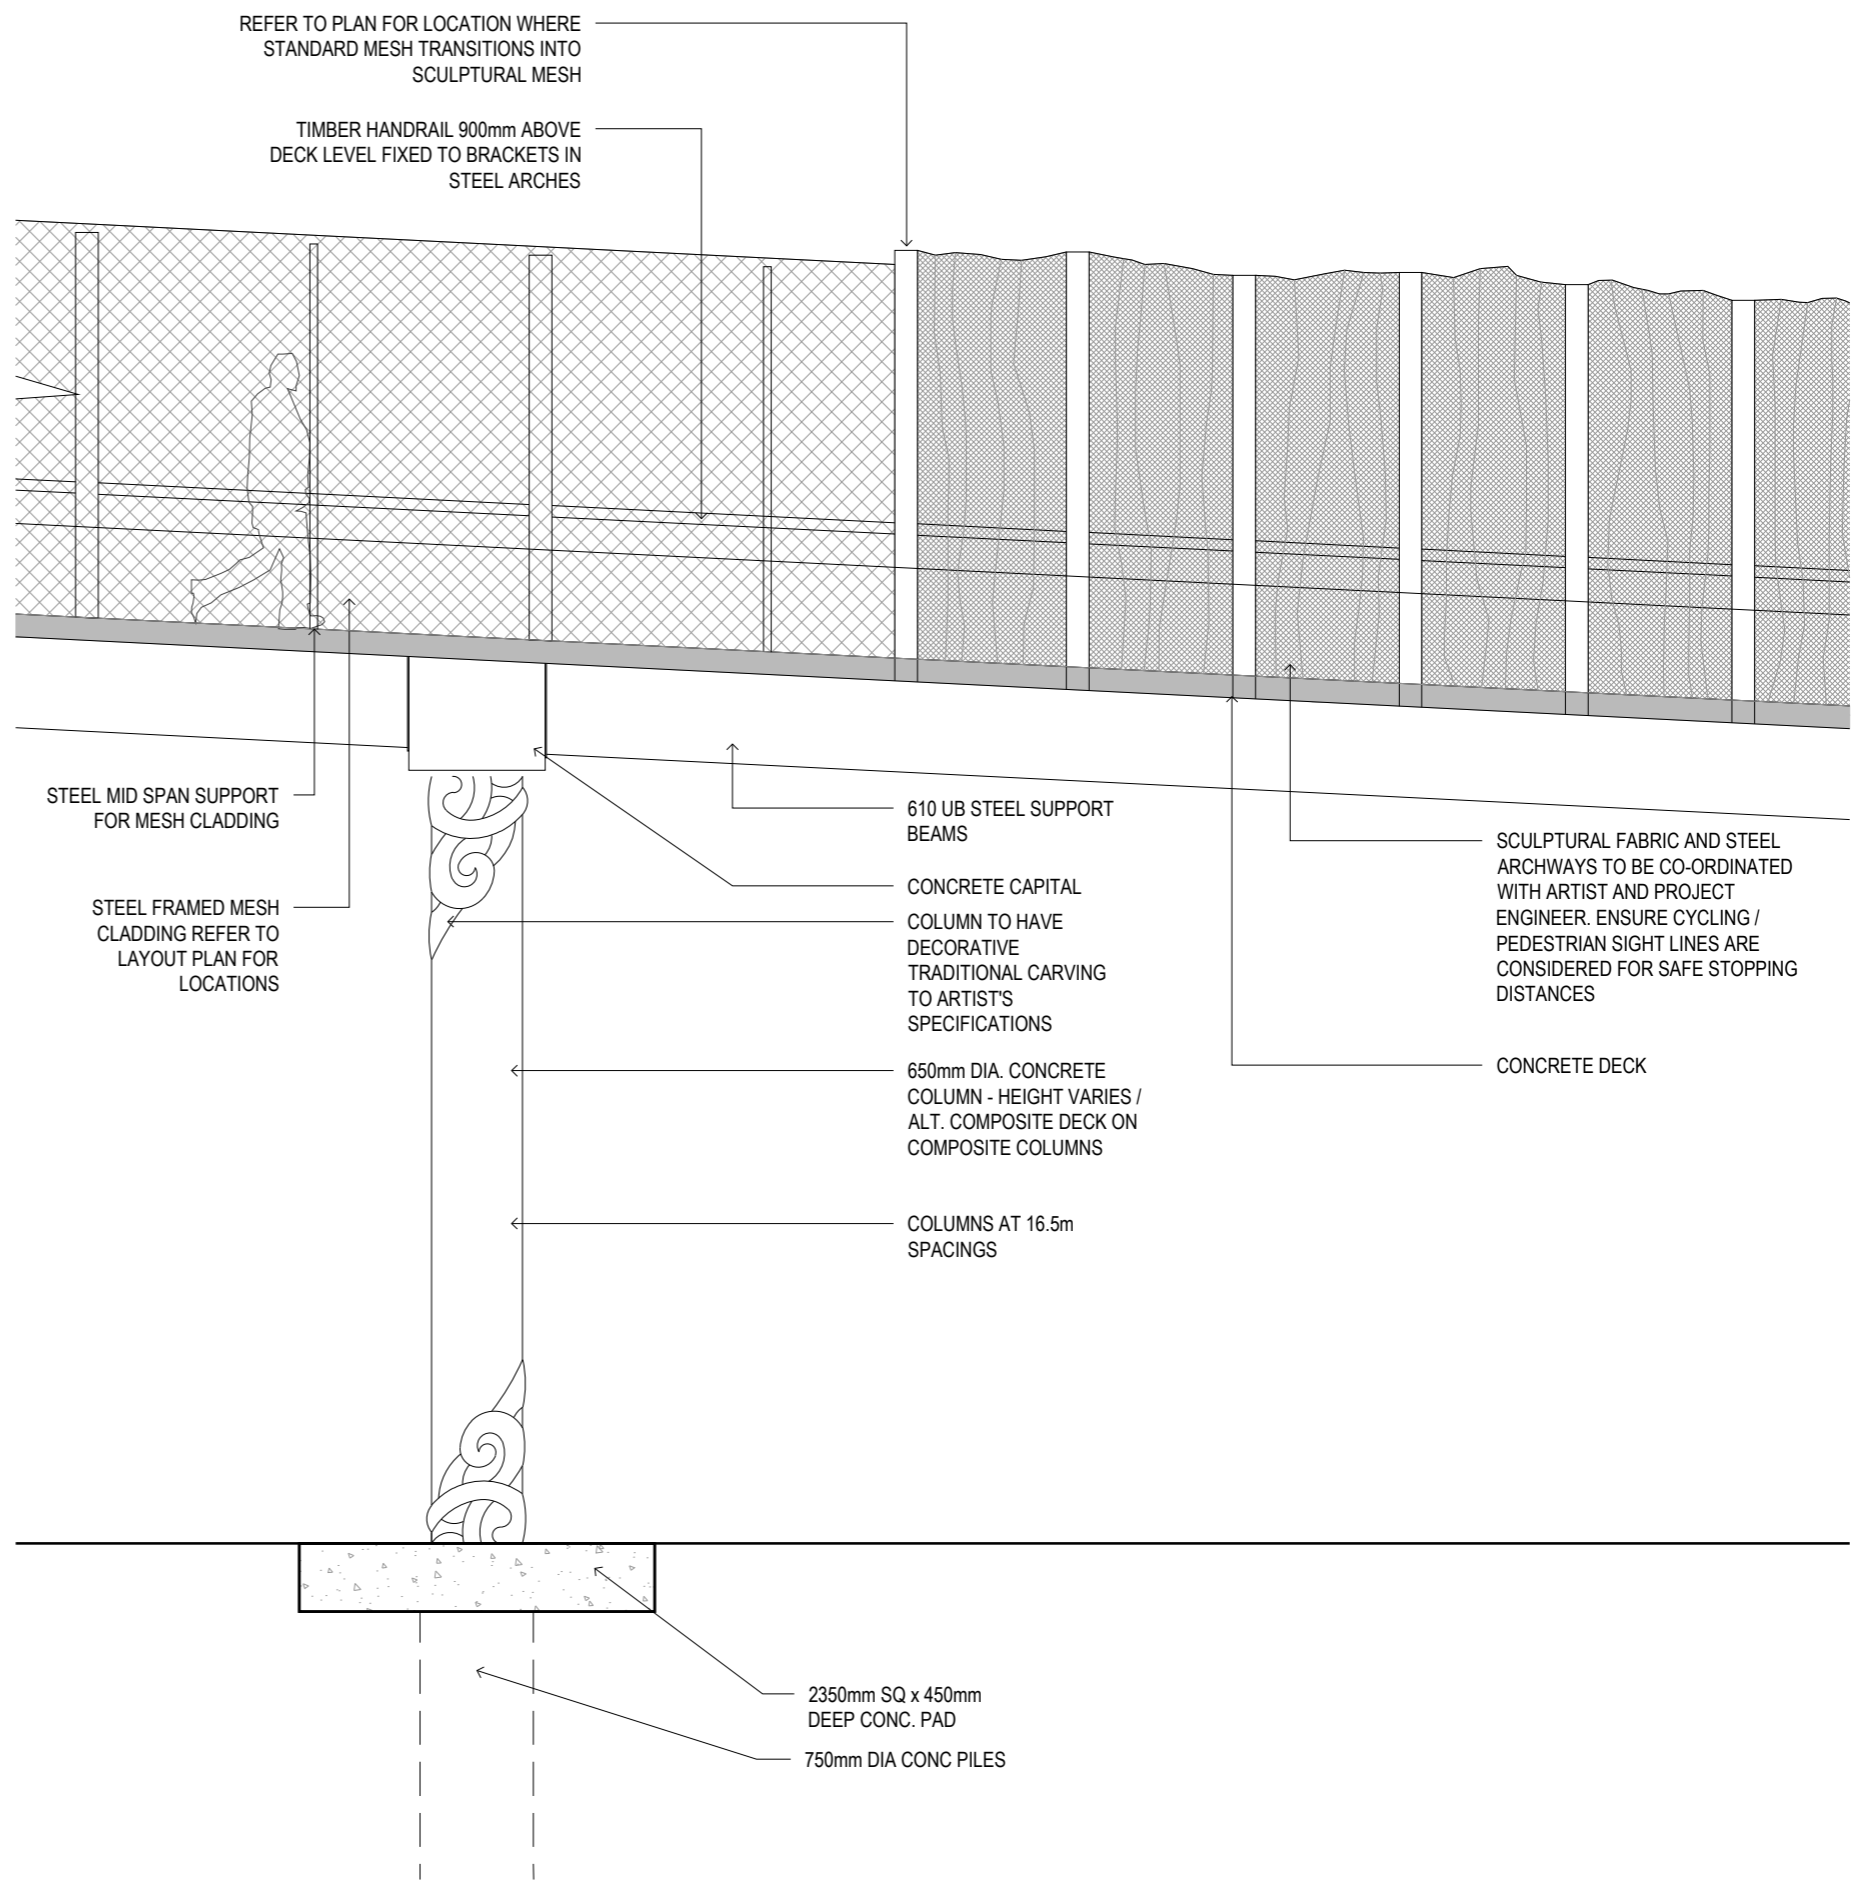 REFER TO PLAN FOR LOCATION WHERE
STANDARD MESH TRANSITIONS INTO
SCULPTURAL MESH
TIMBER HANDRAIL 900mm ABOVE
DECK LEVEL FIXED TO BRACKETS IN
STEEL ARCHES
STEEL MID SPAN SUPPORT
FOR MESH CLADDING
STEEL FRAMED MESH
CLADDING REFER TO
LAYOUT PLAN FOR
LOCATIONS
610 UB STEEL SUPPORT
BEAMS
CONCRETE CAPITAL
COLUMN TO HAVE
DECORATIVE
TRADITIONAL CARVING
TO ARTIST'S
SPECIFICATIONS
650mm DIA. CONCRETE
COLUMN - HEIGHT VARIES /
ALT. COMPOSITE DECK ON
COMPOSITE COLUMNS
COLUMNS AT 16.5m
SPACINGS
SCULPTURAL FABRIC AND STEEL
ARCHWAYS TO BE CO-ORDINATED
WITH ARTIST AND PROJECT
ENGINEER. ENSURE CYCLING /
PEDESTRIAN SIGHT LINES ARE
CONSIDERED FOR SAFE STOPPING
DISTANCES
CONCRETE DECK
2350mm SQ x 450mm
DEEP CONC. PAD
750mm DIA CONC PILES